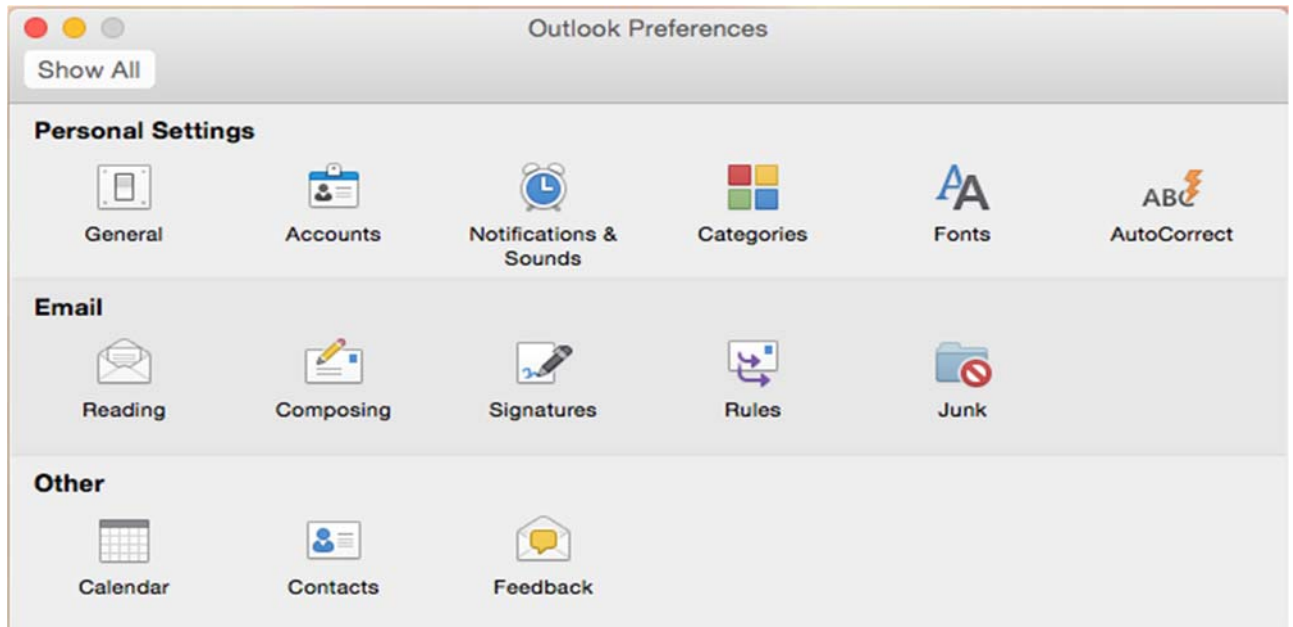 Outlook Preferences
Show All
Personal Settings
General
Accounts
Notifications &
Sounds
Categories
Fonts
AutoCorrect
Email
Reading
Composing
Signatures
Rules
Junk
Other
Calendar
Contacts
Feedback